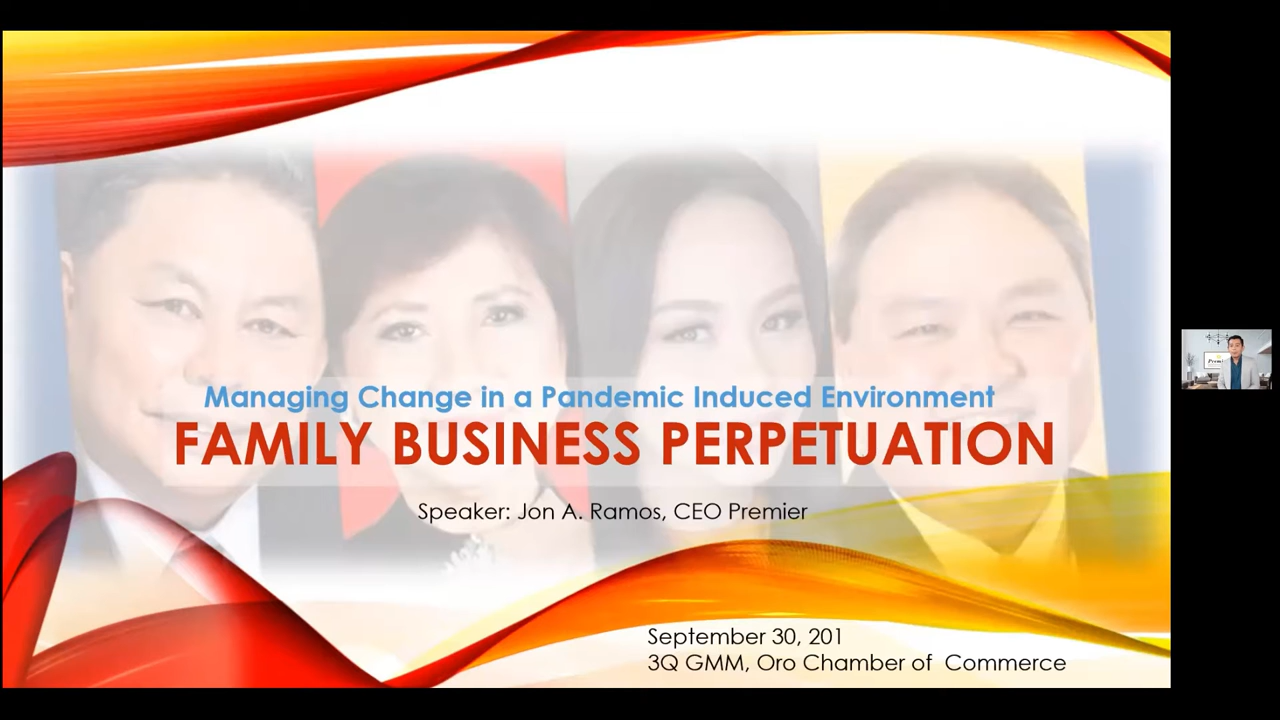 Managing Change in a Pandemic Induced Environment
FAMILY BUSINESS PERPETUATION
Speaker: Jon A. Ramos, CEO Premier
September 30, 201
3Q GMM, Oro Chamber of Commerce